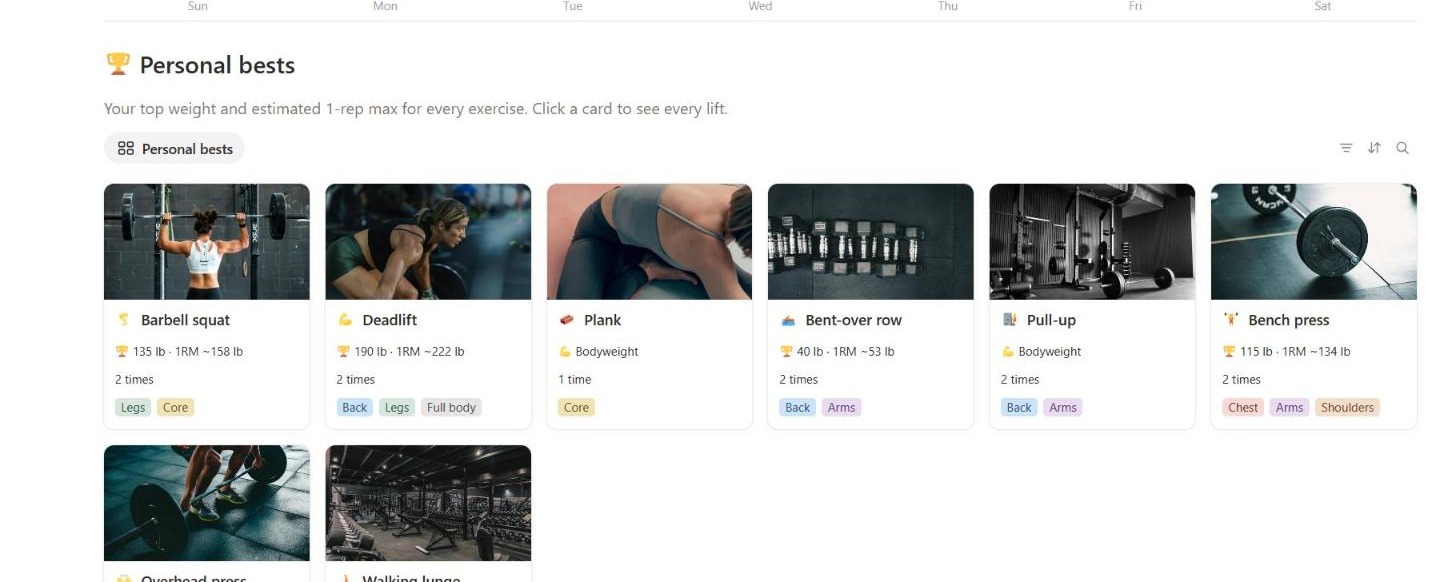 Sun Mon Tue Wed Thu Fri Sat
Personal bests
Your top weight and estimated 1-rep max for every exercise. Click a card to see every lift.
Personal bests
Barbell squat
135 lb · 1RM ~158 lb
2 times
Legs Core
Deadlift
190 lb · 1RM ~222 lb
2 times
Back Legs Full body
Plank
Bodyweight
1 time
Core
Bent-over row
40 lb · 1RM ~53 lb
2 times
Back Arms
Pull-up
Bodyweight
2 times
Back Arms
Bench press
115 lb · 1RM ~134 lb
2 times
Chest Arms Shoulders
Overhead press
Walking lunge